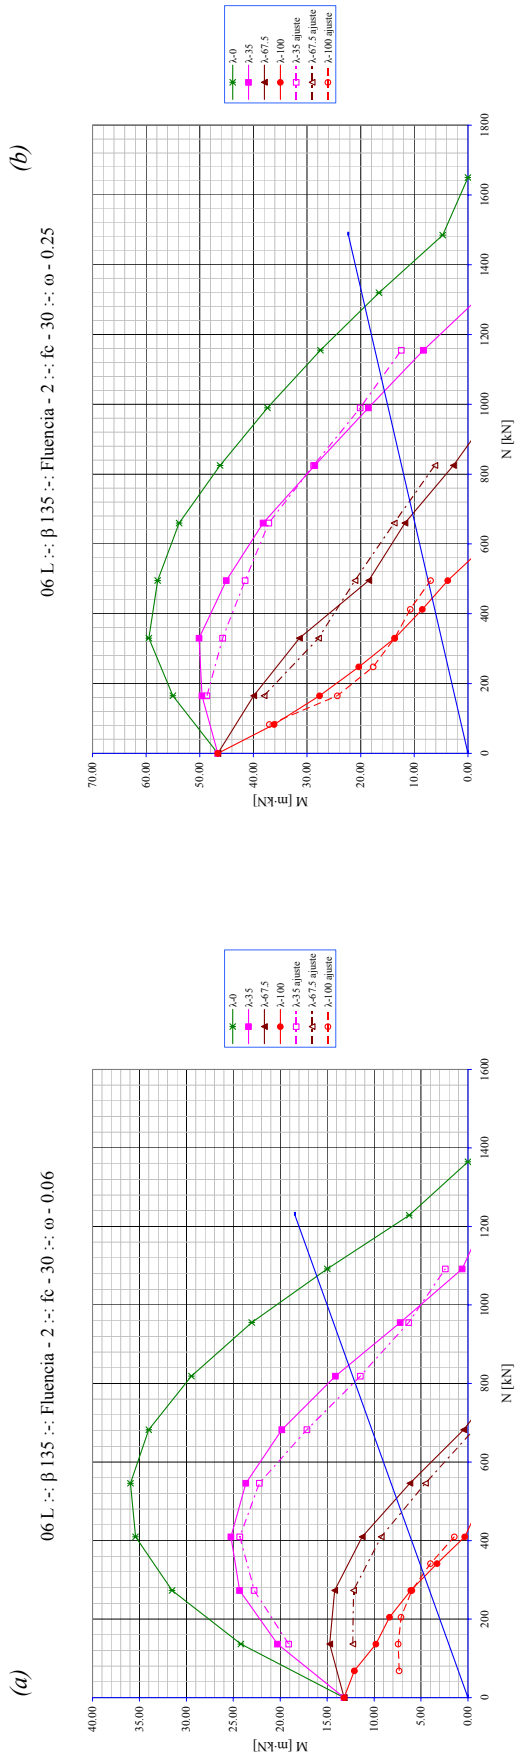 (a)
06 L :-: β 135 :-: Fluencia - 2 :-: fc - 30 :-: ω - 0.06
40.00
35.00
30.00
25.00
20.00
15.00
10.00
5.00
0.00
M [m·kN]
0 200 400 600 800 1000 1200 1400 1600
N [kN]
λ-0
λ-35
λ-67.5
λ-100
λ-35 ajuste
λ-67.5 ajuste
λ-100 ajuste
(b)
06 L :-: β 135 :-: Fluencia - 2 :-: fc - 30 :-: ω - 0.25
70.00
60.00
50.00
40.00
30.00
20.00
10.00
0.00
M [m·kN]
0 200 400 600 800 1000 1200 1400 1600 1800
N [kN]
λ-0
λ-35
λ-67.5
λ-100
λ-35 ajuste
λ-67.5 ajuste
λ-100 ajuste